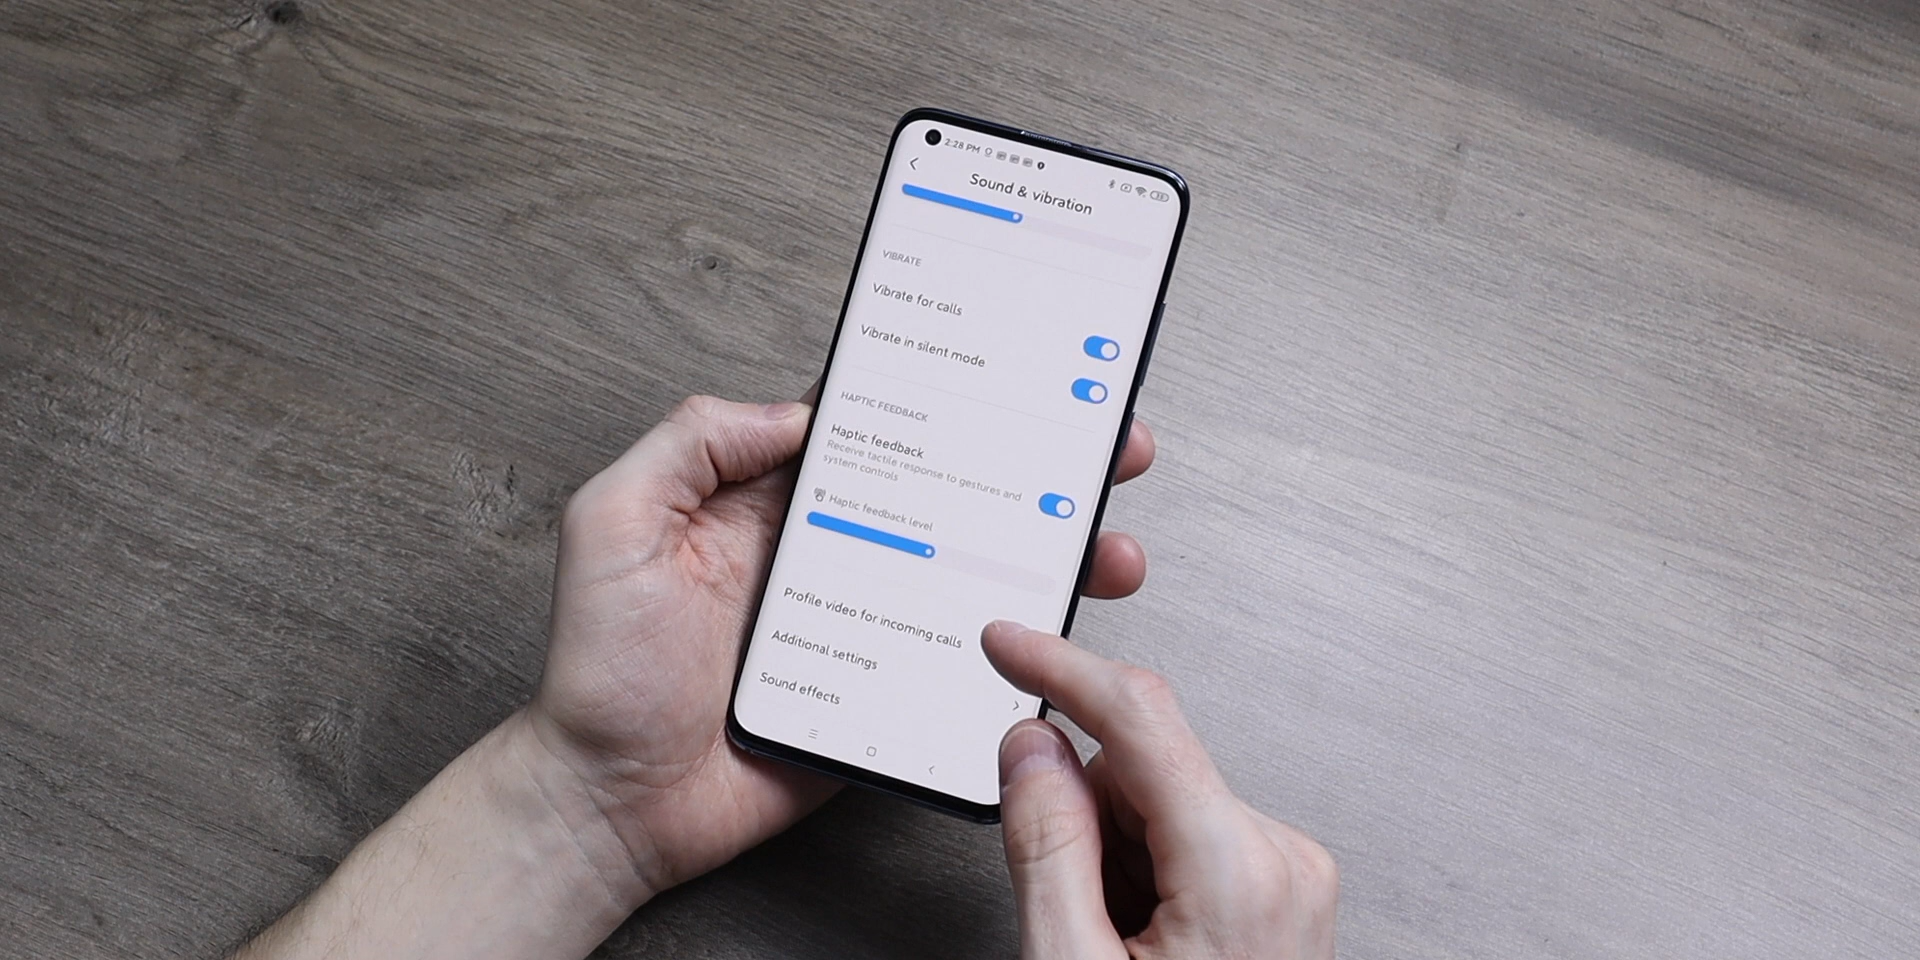 2:28 PM
Sound & vibration
VIBRATE
Vibrate for calls
Vibrate in silent mode
HAPTIC FEEDBACK
Haptic feedback
Receive tactile response to gestures and
system controls
Haptic feedback level
Profile video for incoming calls
Additional settings
Sound effects